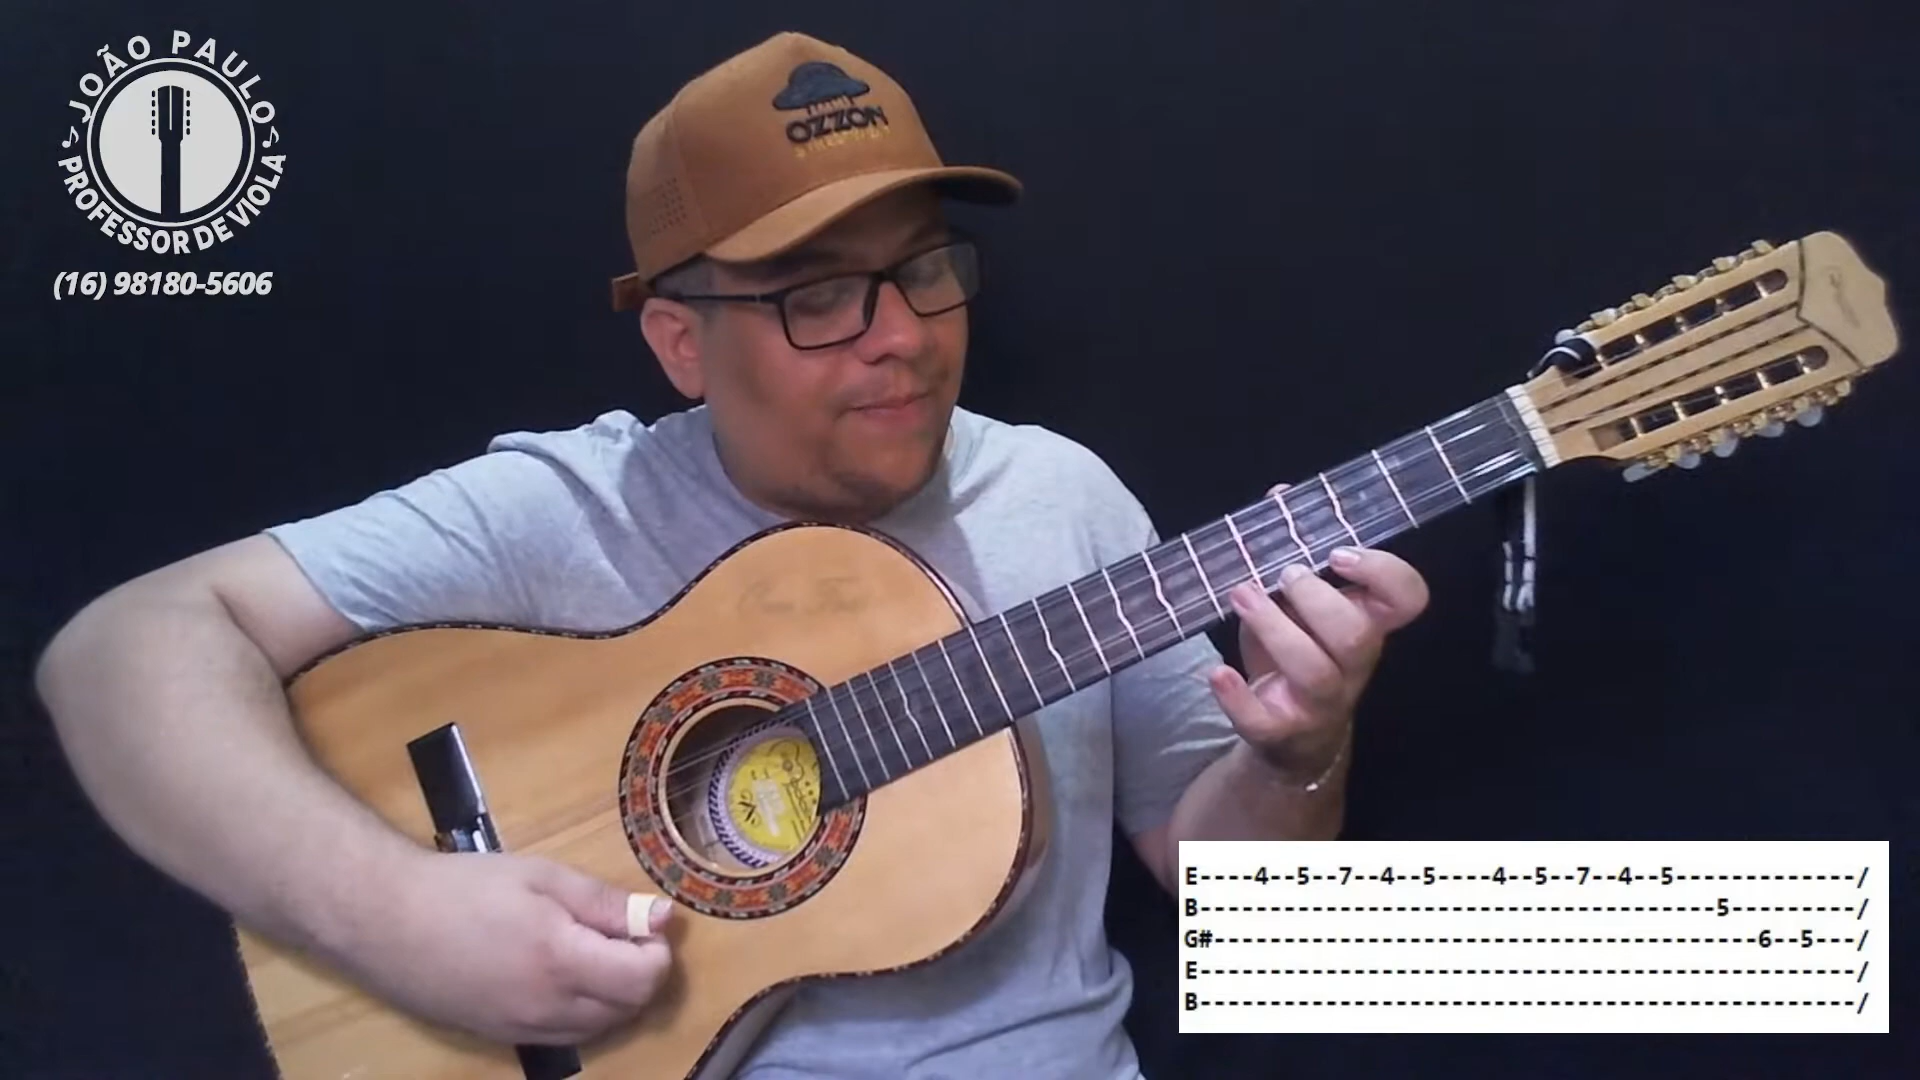 JOÃO PAULO
PROFESSOR DE VIOLA
(16) 98180-5606
OZZON
E----4--5--7--4--5----4--5--7--4--5-------------/
B-------------------------------------5---------/
G#---------------------------------------6--5---/
E-----------------------------------------------/
B-----------------------------------------------/